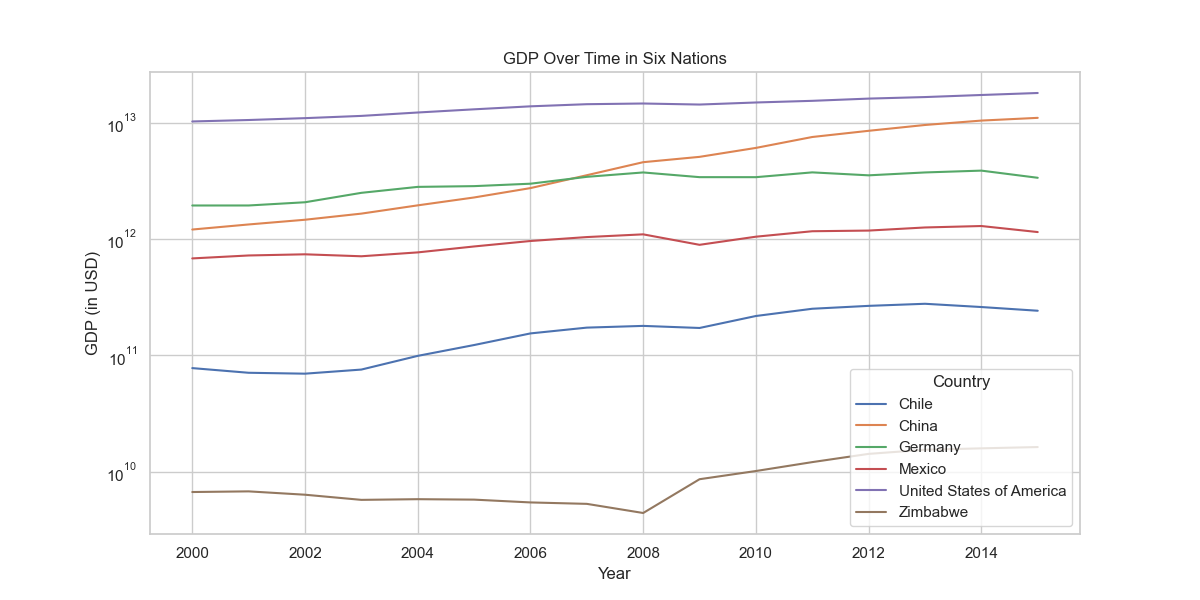 GDP Over Time in Six Nations
GDP (in USD)
10^13
10^12
10^11
10^10
Country
Chile
China
Germany
Mexico
United States of America
Zimbabwe
2000 2002 2004 2006 2008 2010 2012 2014
Year